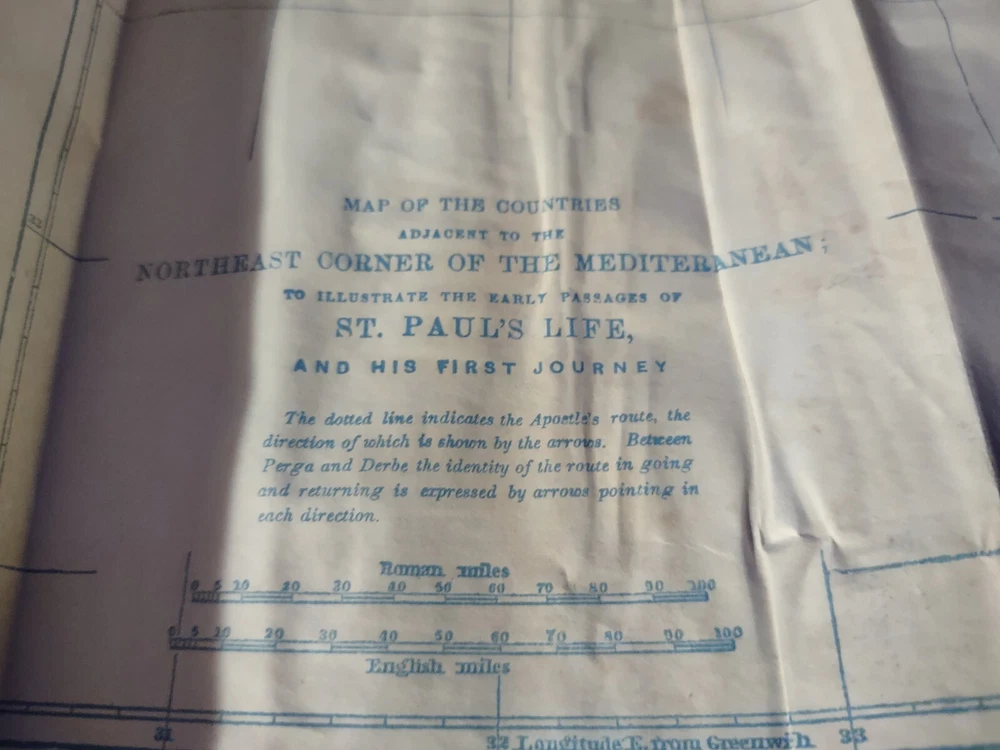 MAP OF THE COUNTRIES
ADJACENT TO THE
NORTHEAST CORNER OF THE MEDITERANEAN;
TO ILLUSTRATE THE EARLY PASSAGES OF
ST. PAUL'S LIFE,
AND HIS FIRST JOURNEY
The dotted line indicates the Apostle's route, the
direction of which is shown by the arrows. Between
Perga and Derbe the identity of the route in going
and returning is expressed by arrows pointing in
each direction.
Roman miles
0 5 10 20 30 40 50 60 70 80 90 100
0 5 10 20 30 40 50 60 70 80 90 100
English miles
31 32 Longitude E. from Greenwich 33